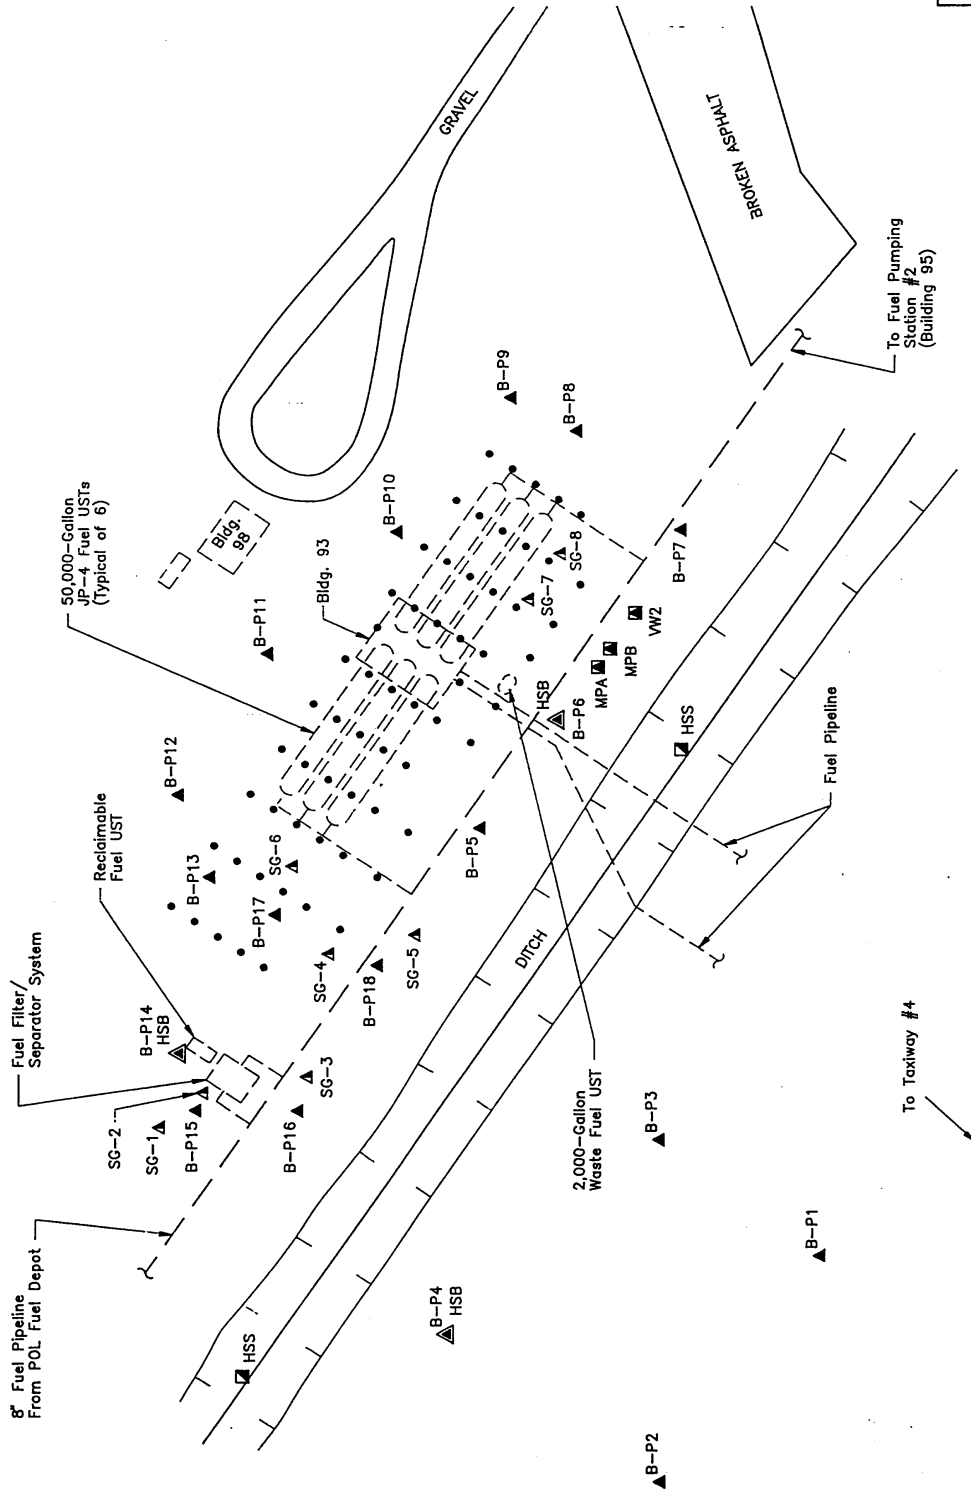 8" Fuel Pipeline
From POL Fuel Depot
Fuel Filter/
Separator System
Reclaimable
Fuel UST
50,000-Gallon
JP-4 Fuel USTs
(Typical of 6)
Bldg. 93
Bldg.
98
GRAVEL
BROKEN ASPHALT
To Fuel Pumping
Station #2
(Building 95)
B-P9
B-P8
B-P10
B-P11
B-P12
B-P13
B-P17
B-P14
HSB
SG-2
SG-1
B-P15
B-P16
SG-3
SG-4
B-P18
SG-5
SG-6
SG-7
SG-8
B-P7
VW2
MPB
MPA
HSB
B-P6
B-P5
HSS
DITCH
Fuel Pipeline
2,000-Gallon
Waste Fuel UST
HSS
B-P4
HSB
B-P3
B-P1
B-P2
To Taxiway #4